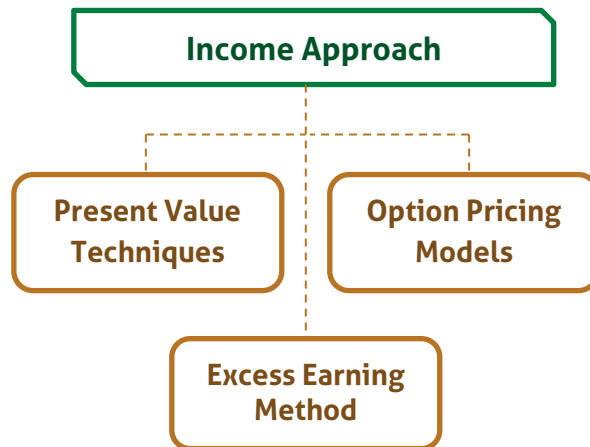 Income Approach
Present Value
Techniques
Option Pricing
Models
Excess Earning
Method